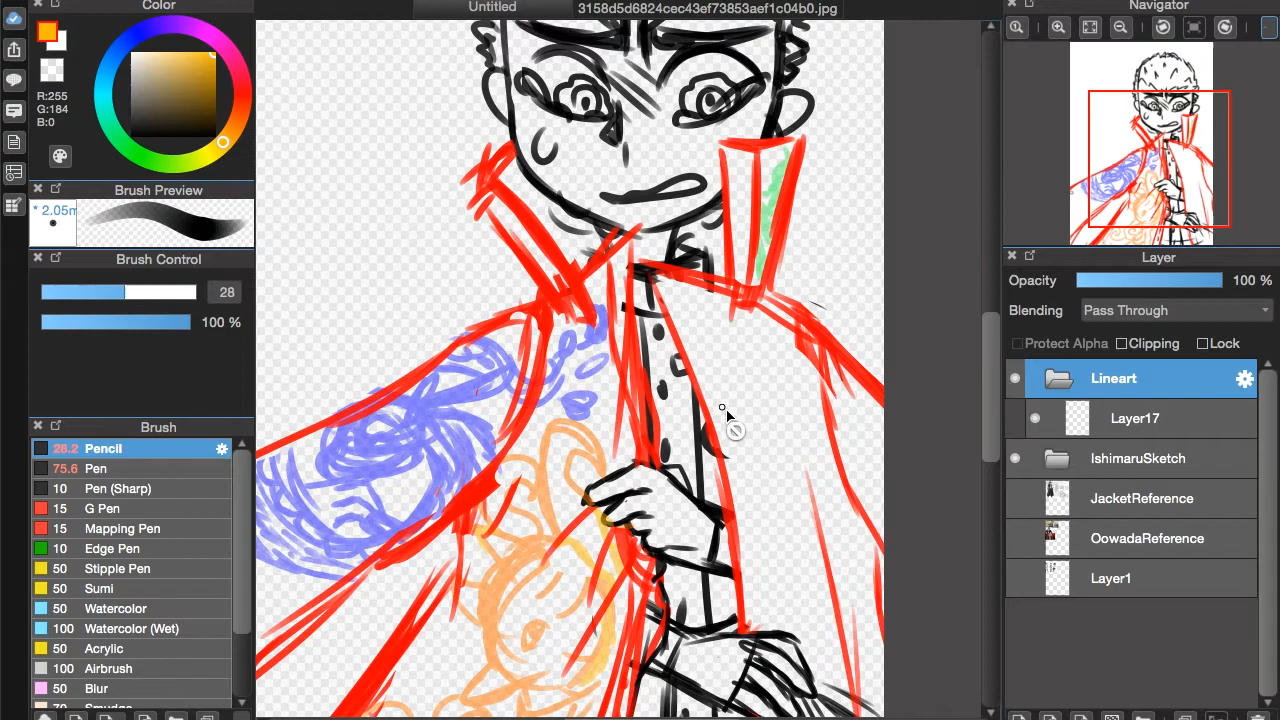 Color
Untitled
3158d5d6824cec43ef73853aef1c04b0.jpg
Navigator
R:255
G:184
B:0
Brush Preview
* 2.05m
Brush Control
28
100 %
Brush
28.2 Pencil
75.6 Pen
10 Pen (Sharp)
15 G Pen
15 Mapping Pen
10 Edge Pen
50 Stipple Pen
50 Sumi
50 Watercolor
100 Watercolor (Wet)
50 Acrylic
100 Airbrush
50 Blur
Layer
Opacity 100 %
Blending Pass Through
Protect Alpha Clipping Lock
Lineart
Layer17
IshimaruSketch
JacketReference
OowadaReference
Layer1